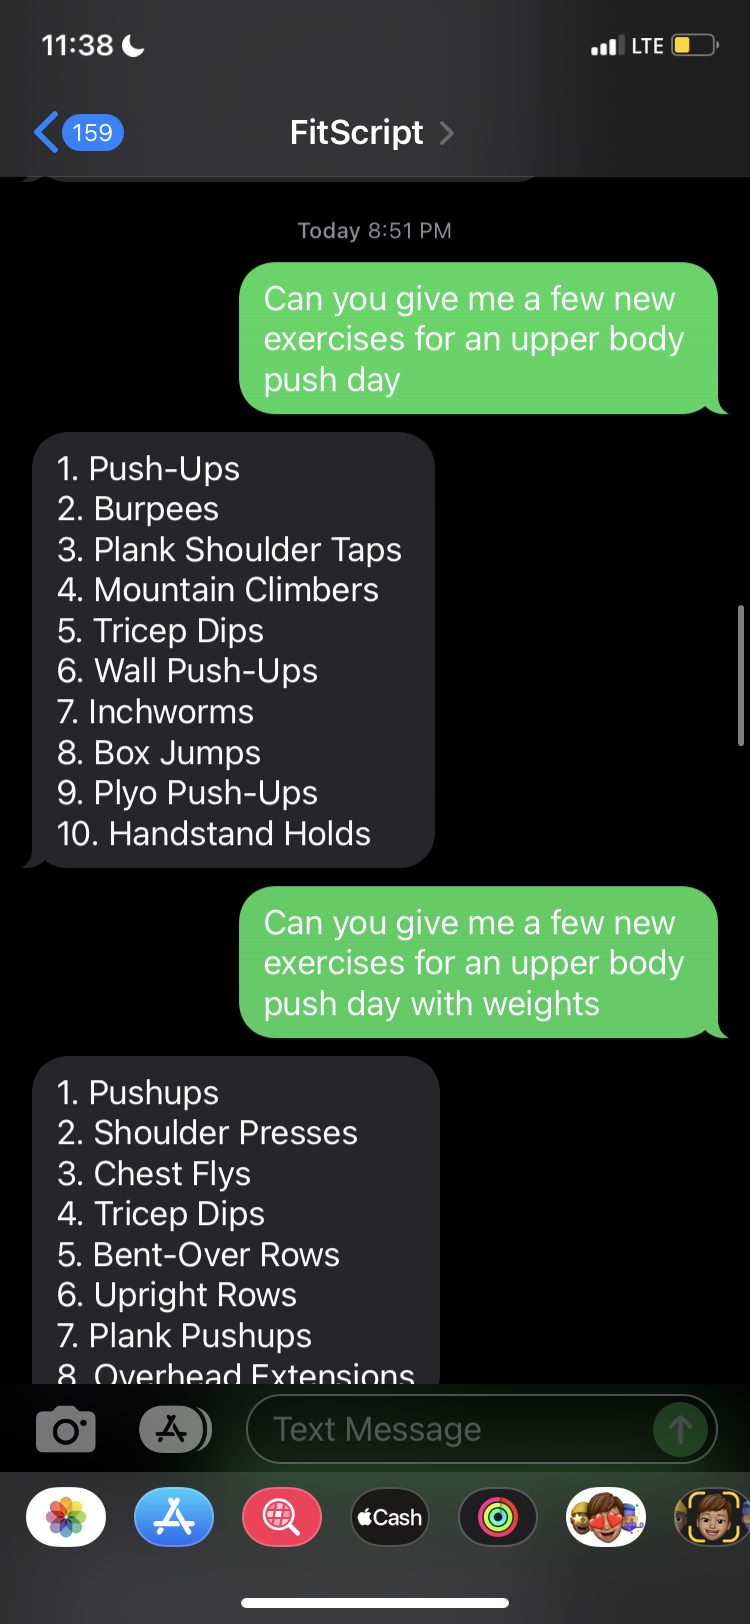 11:38
LTE
159
FitScript
Today 8:51 PM
Can you give me a few new
exercises for an upper body
push day
1. Push-Ups
2. Burpees
3. Plank Shoulder Taps
4. Mountain Climbers
5. Tricep Dips
6. Wall Push-Ups
7. Inchworms
8. Box Jumps
9. Plyo Push-Ups
10. Handstand Holds
Can you give me a few new
exercises for an upper body
push day with weights
1. Pushups
2. Shoulder Presses
3. Chest Flys
4. Tricep Dips
5. Bent-Over Rows
6. Upright Rows
7. Plank Pushups
8. Overhead Extensions
Text Message
Cash